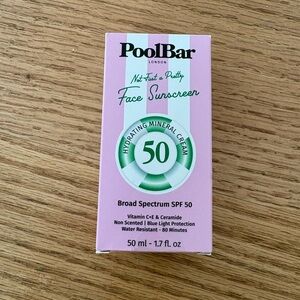 PoolBar
LONDON
Not Just a Pretty
Face Sunscreen
HYDRATING MINERAL CREAM
50
Broad Spectrum SPF 50
Vitamin C+E & Ceramide
Non Scented | Blue Light Protection
Water Resistant - 80 Minutes
50 ml - 1.7 fl. oz